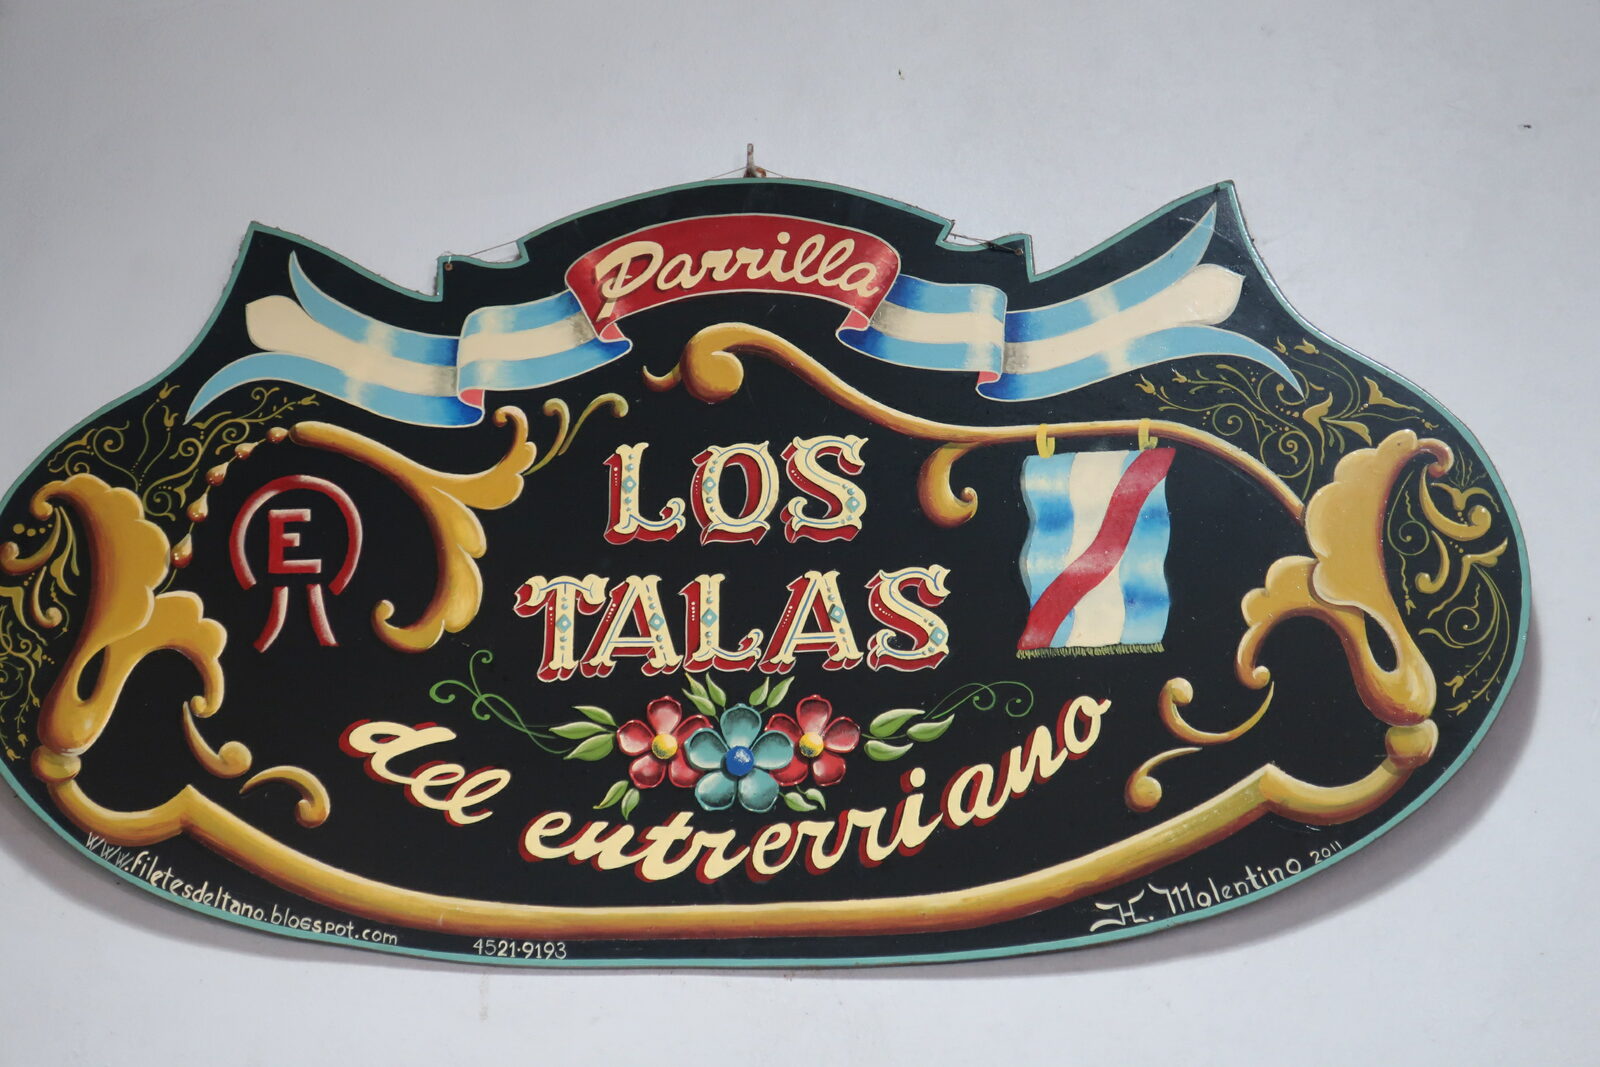 Parrilla
E
LOS
TALAS
del entrerriano
www.filetesdeltano.blogspot.com
4521·9193
H. Molentino 2011